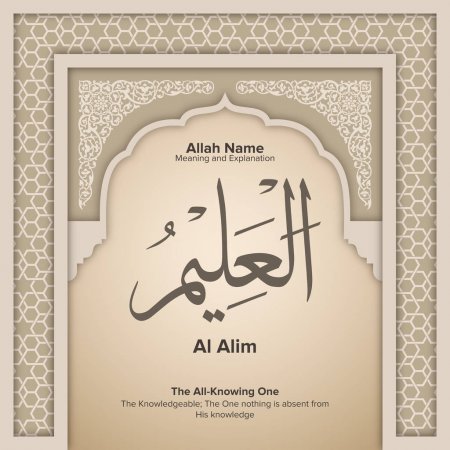 Allah Name
Meaning and Explanation
العَلِيمُ
Al Alim
The All-Knowing One
The Knowledgeable; The One nothing is absent from
His knowledge